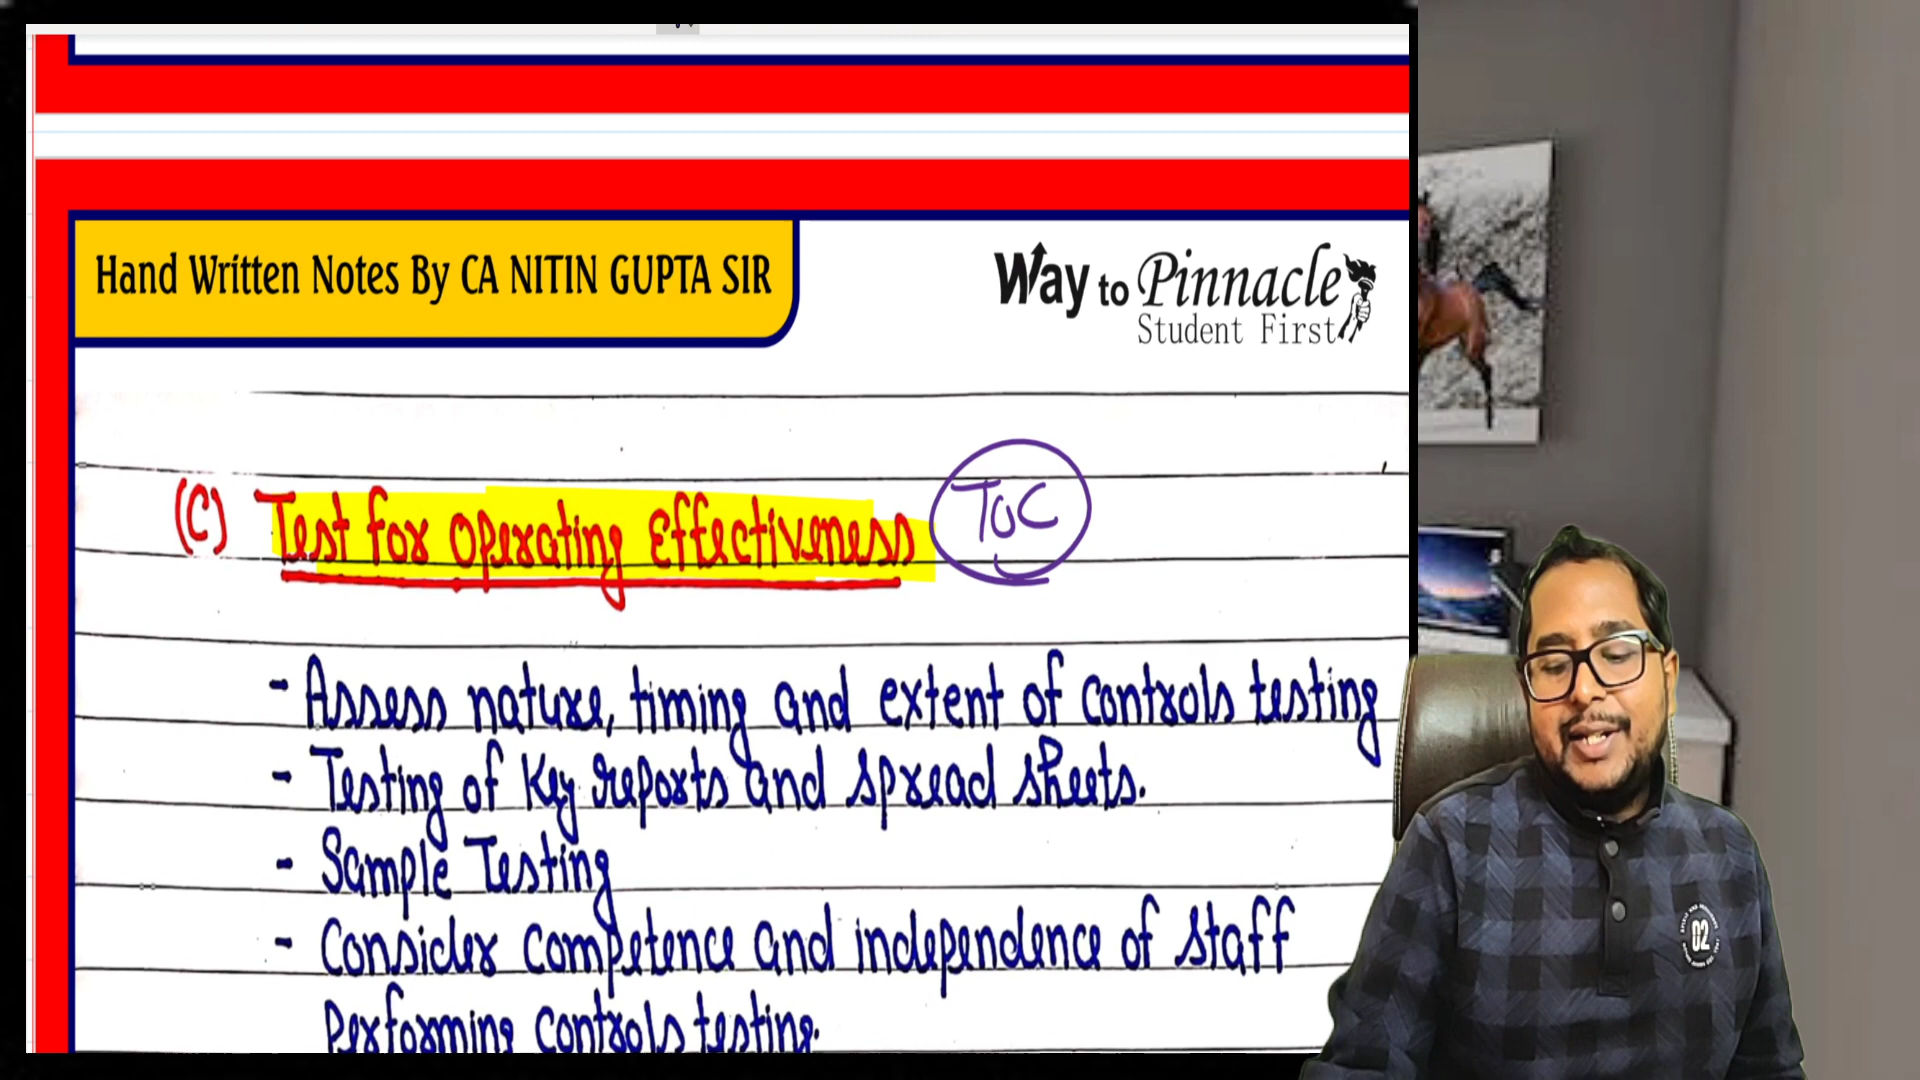 Hand Written Notes By CA NITIN GUPTA SIR
Way to Pinnacle
Student First
(C) Test for Operating Effectiveness
ToC
- Assess nature, timing and extent of controls testing
- Testing of key reports and spread sheets.
- Sample Testing
- Consider competence and independence of staff
Performing controls testing.
02